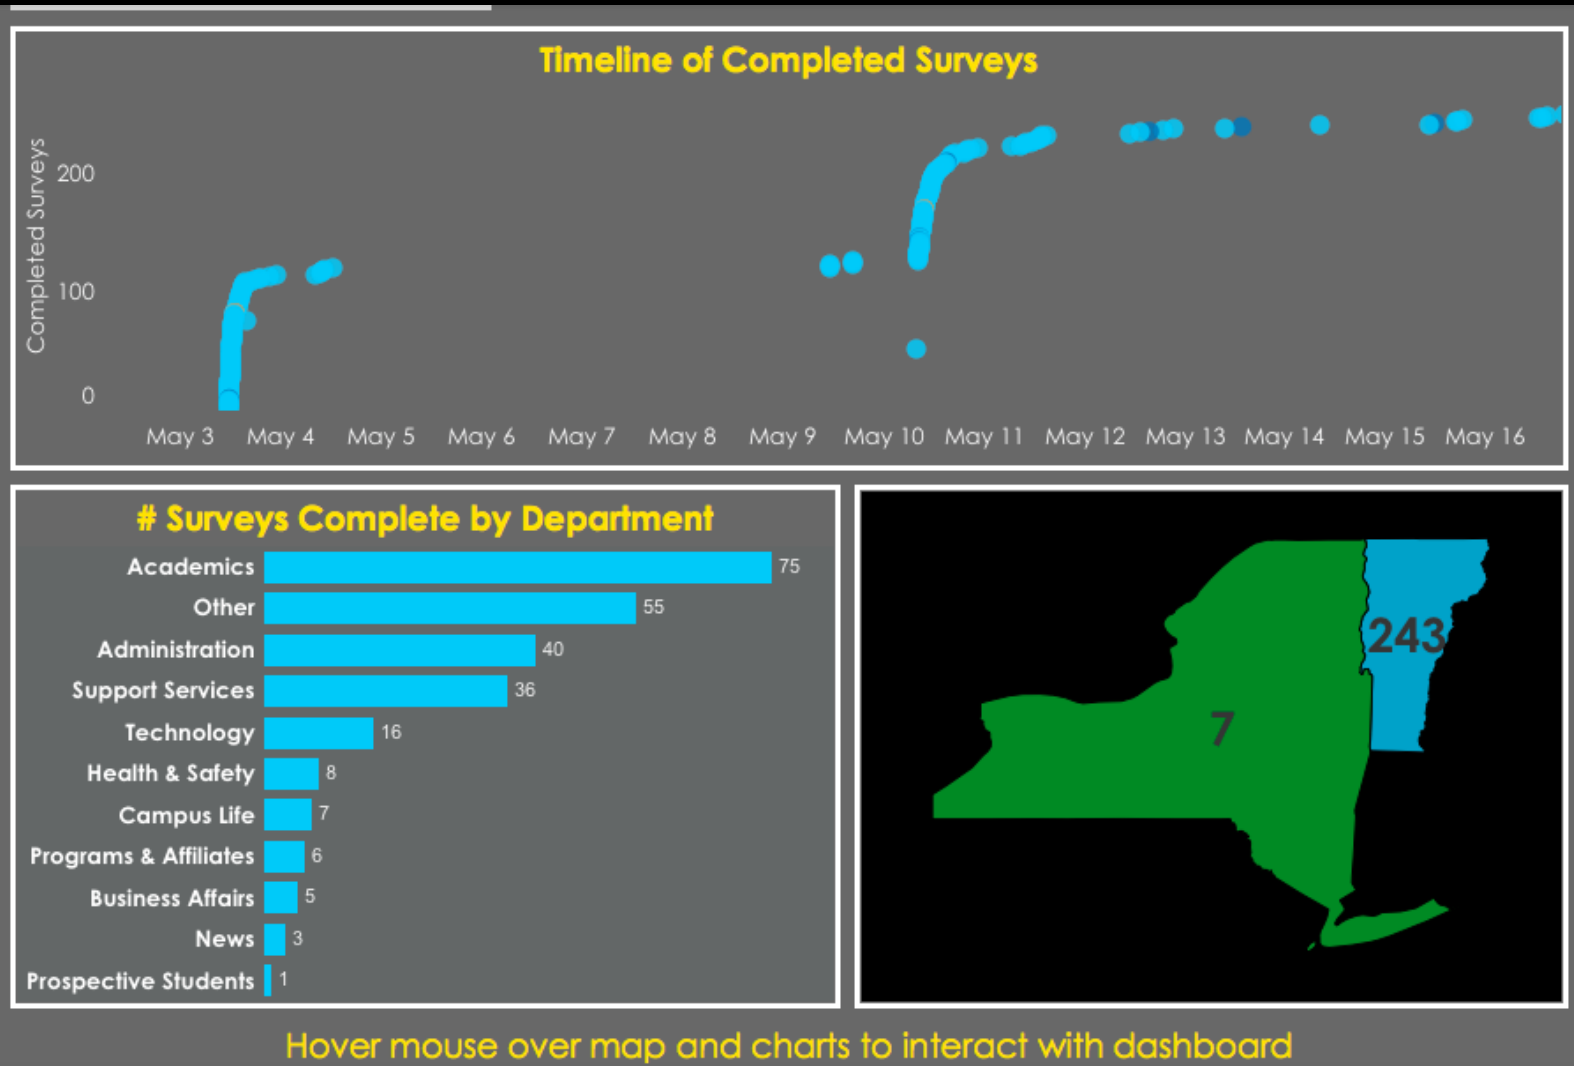 Timeline of Completed Surveys
Completed Surveys
200
100
0
May 3 May 4 May 5 May 6 May 7 May 8 May 9 May 10 May 11 May 12 May 13 May 14 May 15 May 16
# Surveys Complete by Department
Academics 75
Other 55
Administration 40
Support Services 36
Technology 16
Health & Safety 8
Campus Life 7
Programs & Affiliates 6
Business Affairs 5
News 3
Prospective Students 1
243
7
Hover mouse over map and charts to interact with dashboard